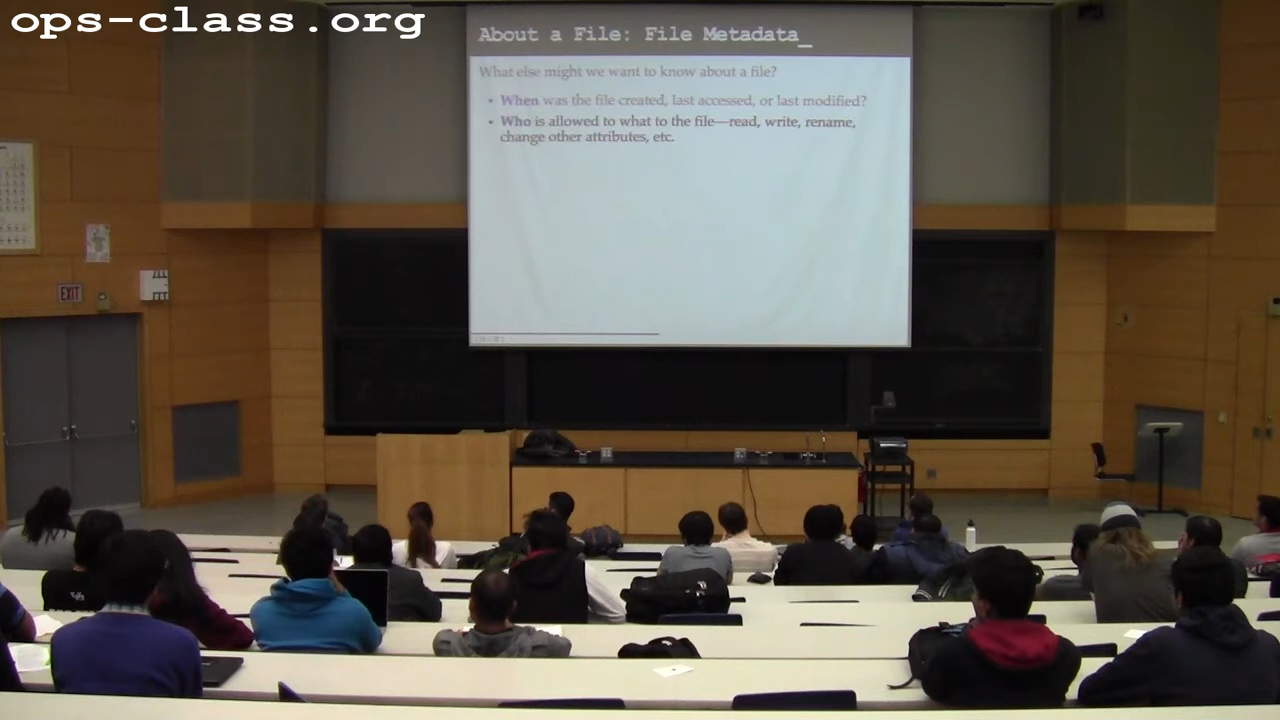 ops-class.org
About a File: File Metadata_
What else might we want to know about a file?
• When was the file created, last accessed, or last modified?
• Who is allowed to what to the file—read, write, rename,
change other attributes, etc.
EXIT